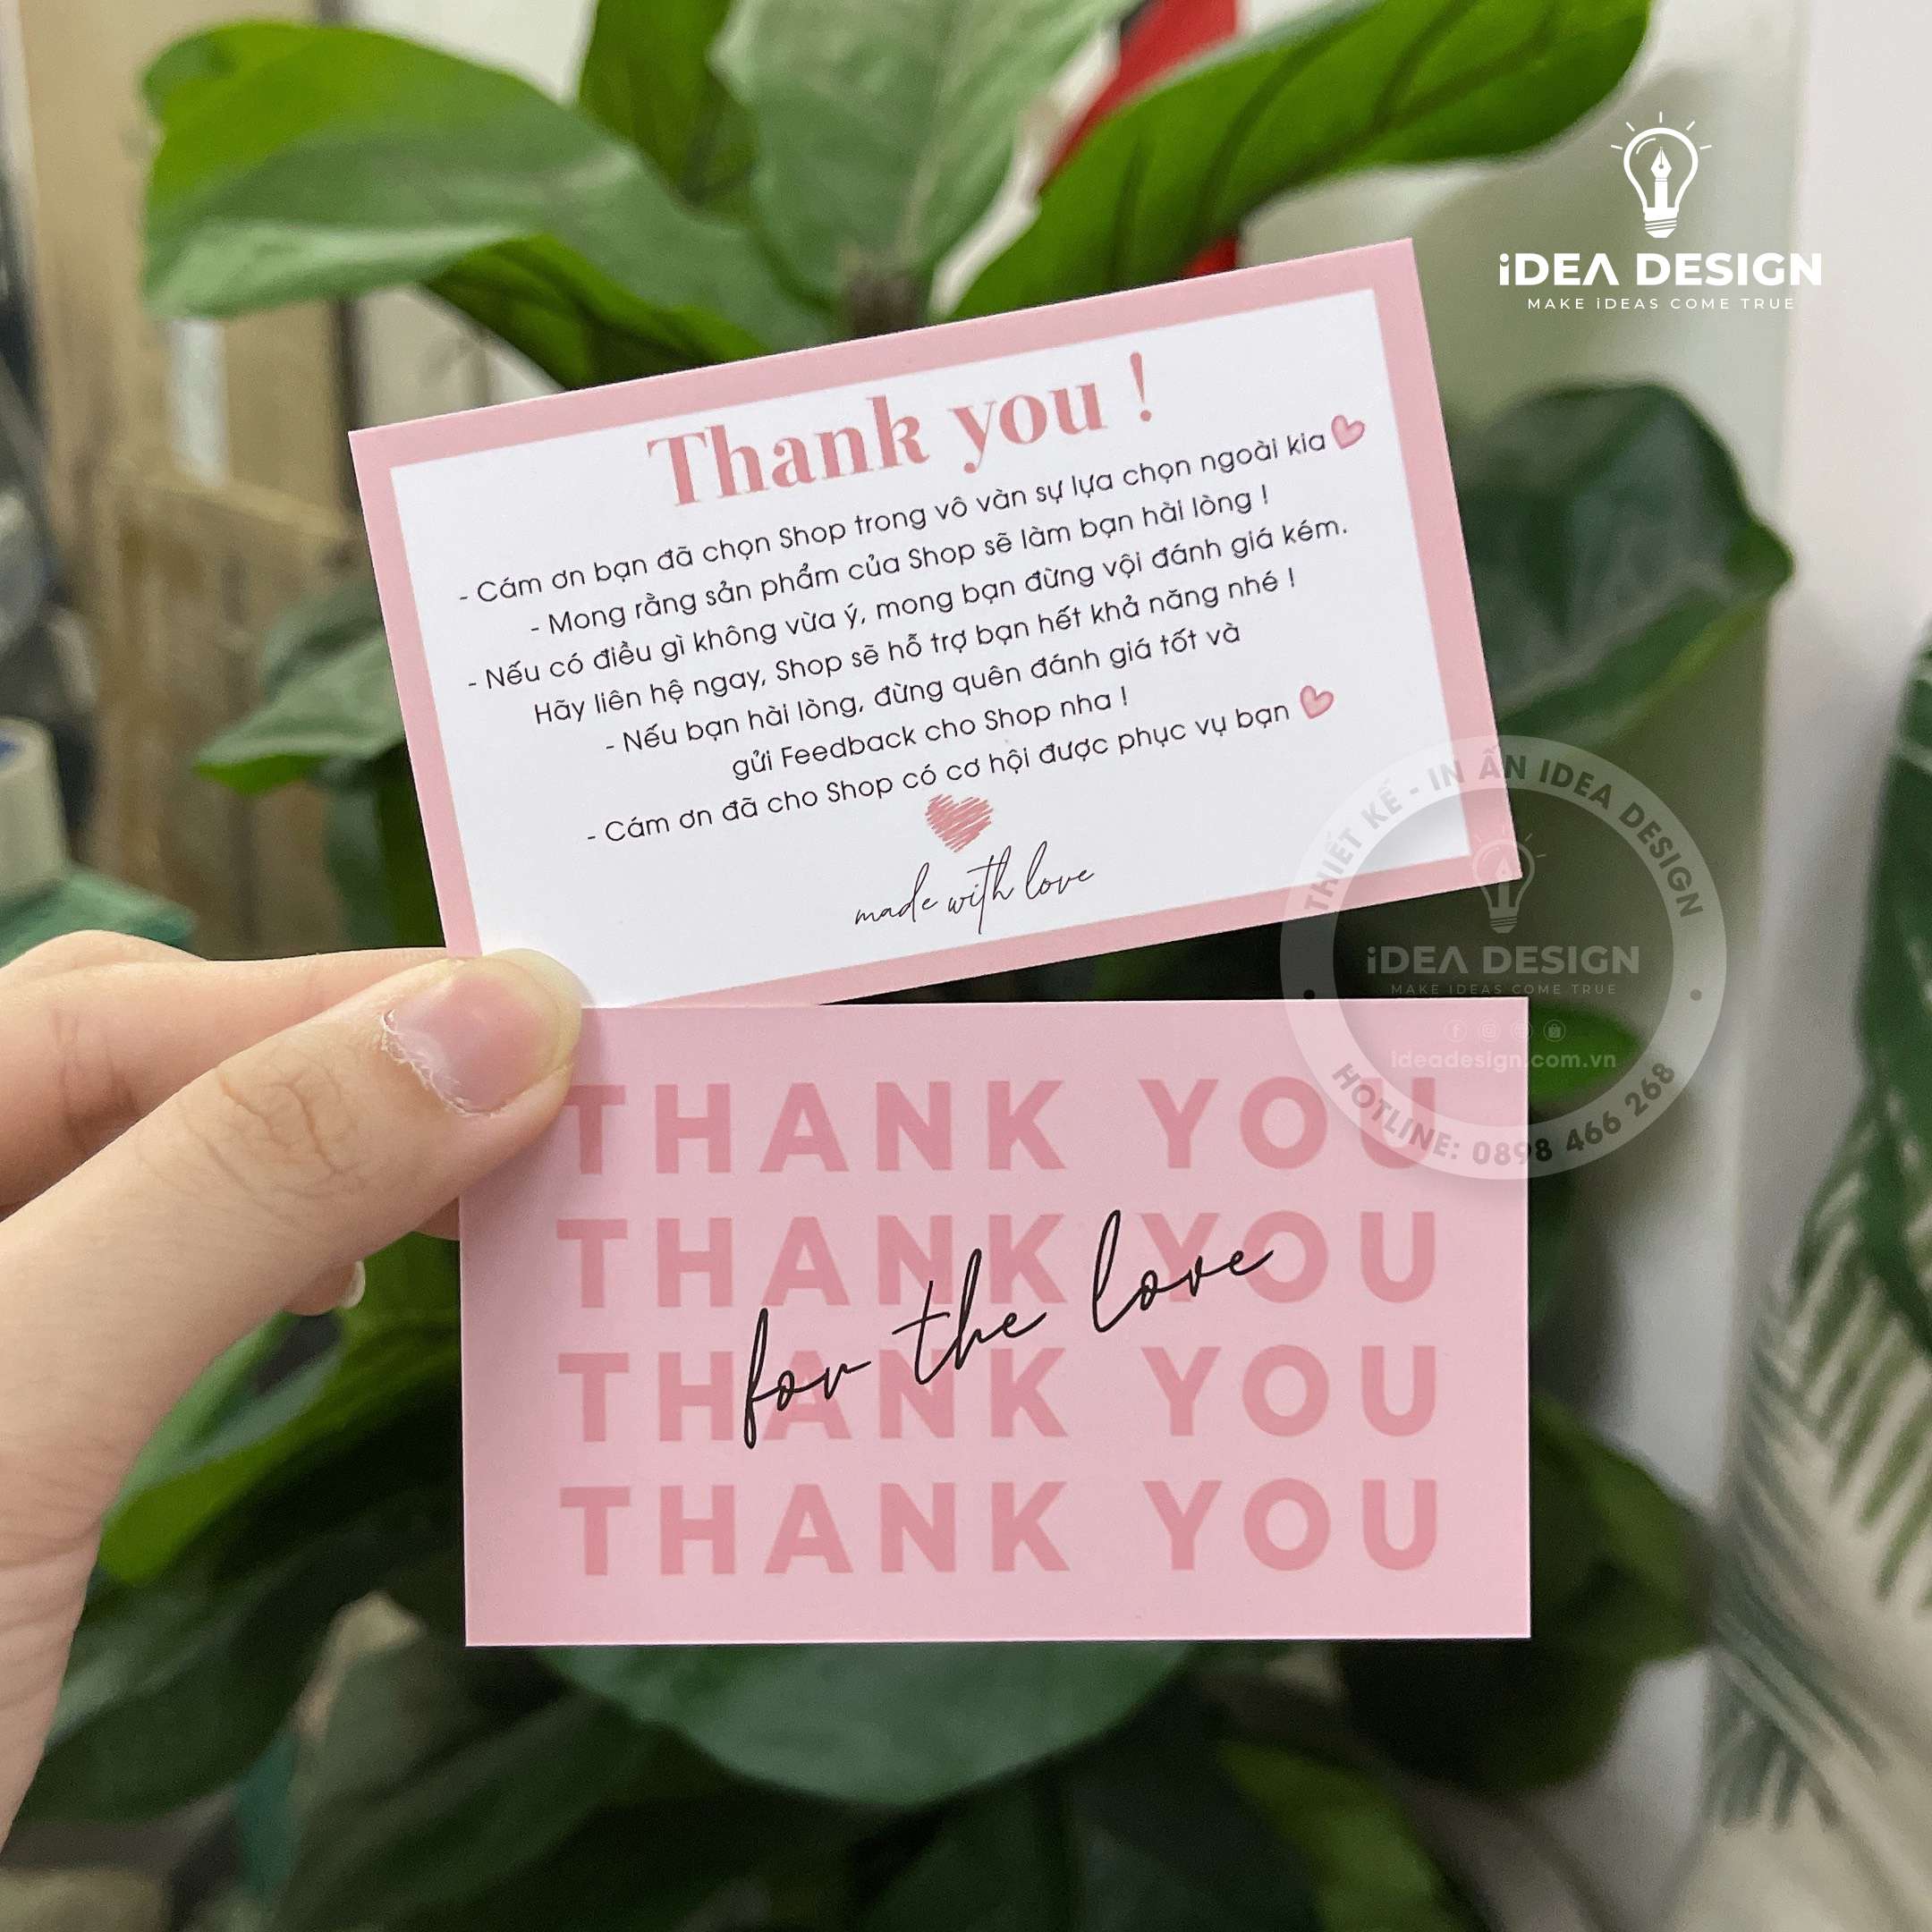 iDEA DESIGN
MAKE iDEAS COME TRUE
Thank you !
- Cám ơn bạn đã chọn Shop trong vô vàn sự lựa chọn ngoài kia
- Mong rằng sản phẩm của Shop sẽ làm bạn hài lòng !
- Nếu có điều gì không vừa ý, mong bạn đừng vội đánh giá kém.
Hãy liên hệ ngay, Shop sẽ hỗ trợ bạn hết khả năng nhé !
- Nếu bạn hài lòng, đừng quên đánh giá tốt và
gửi Feedback cho Shop nha !
- Cám ơn đã cho Shop có cơ hội được phục vụ bạn
made with love
THIẾT KẾ - IN ẤN IDEA DESIGN
iDEA DESIGN
MAKE IDEAS COME TRUE
ideadesign.com.vn
HOTLINE: 0898 466 268
THANK YOU
THANK YOU
for the love
THANK YOU
THANK YOU